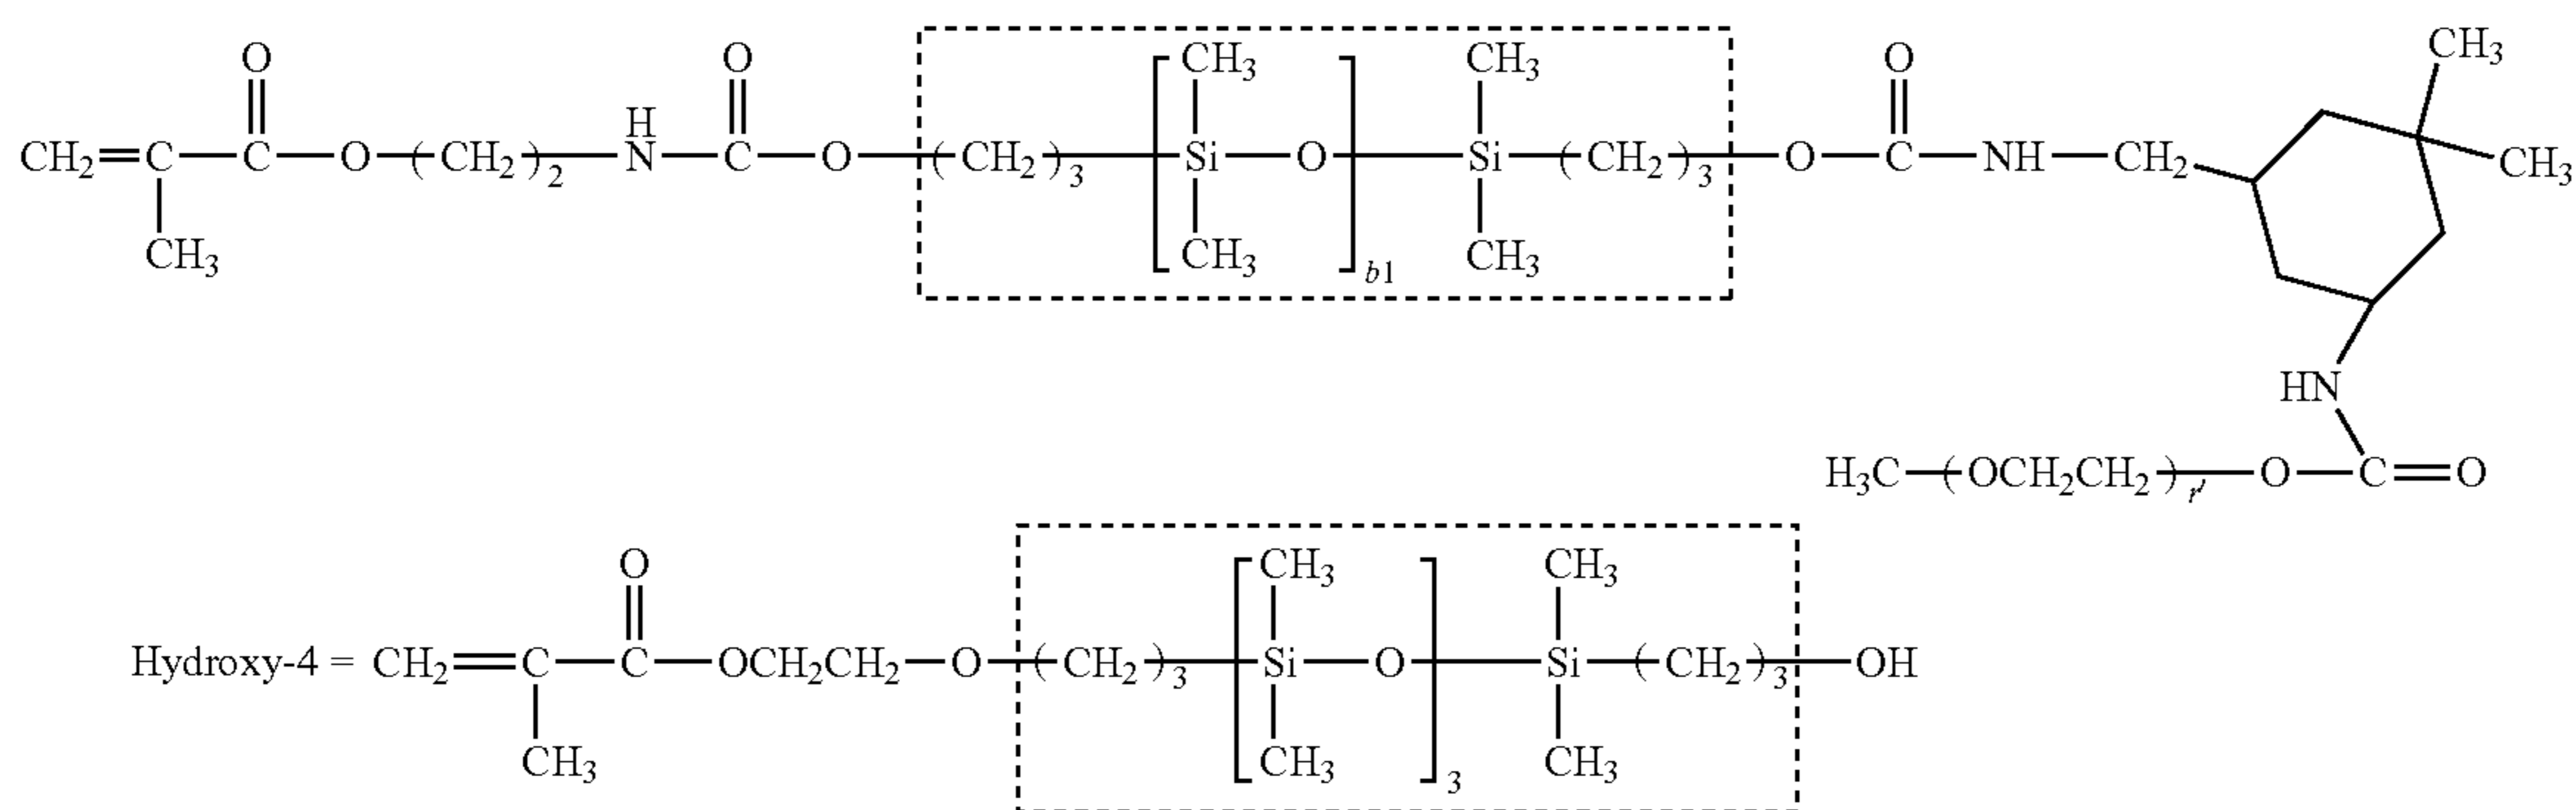 O O CH3 CH3 O CH3
CH2=C—C—O—(CH2)2—N—C—O—(CH2)3—[Si—O]b1—Si—(CH2)3—O—C—NH—CH2 CH3
H
CH3 CH3 CH3
HN
H3C—(OCH2CH2)r'—O—C=O
O CH3 CH3
Hydroxy-4 = CH2=C—C—OCH2CH2—O—(CH2)3—[Si—O]3—Si—(CH2)3—OH
CH3 CH3 CH3